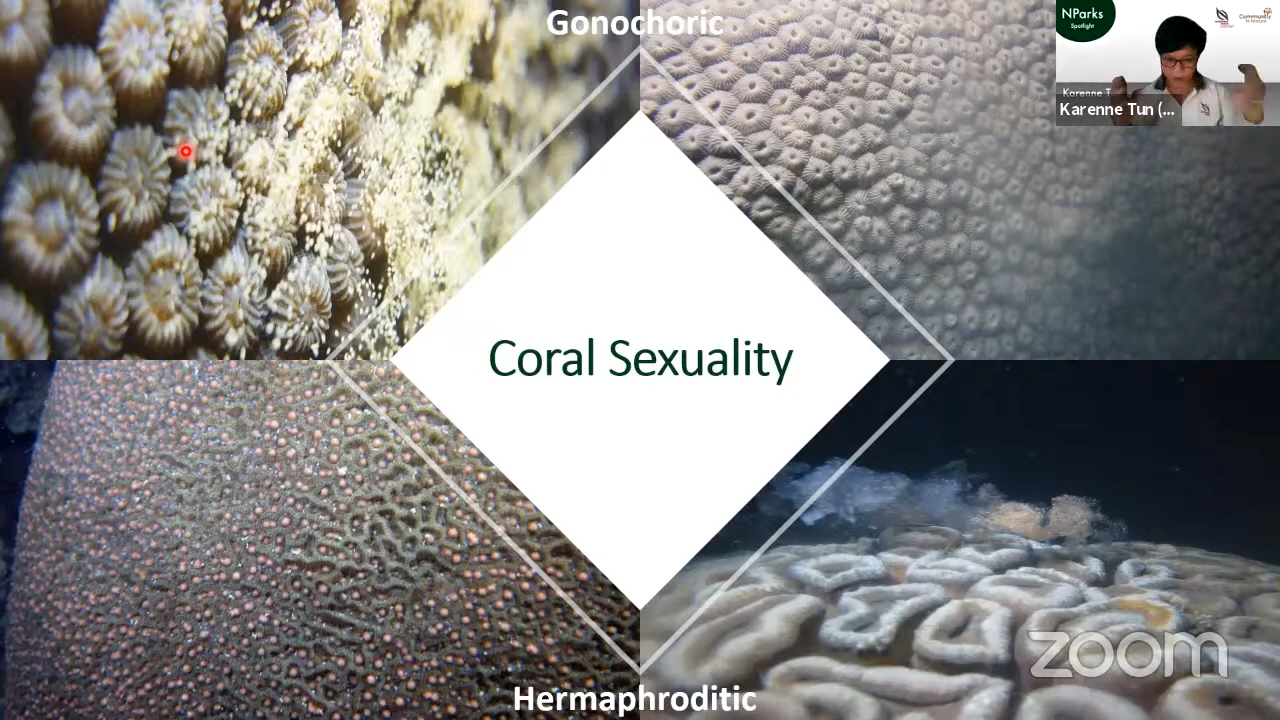 Gonochoric
NParks
Spotlight
Community
in Nature
Karenne T
Karenne Tun (...
Coral Sexuality
zoom
Hermaphroditic